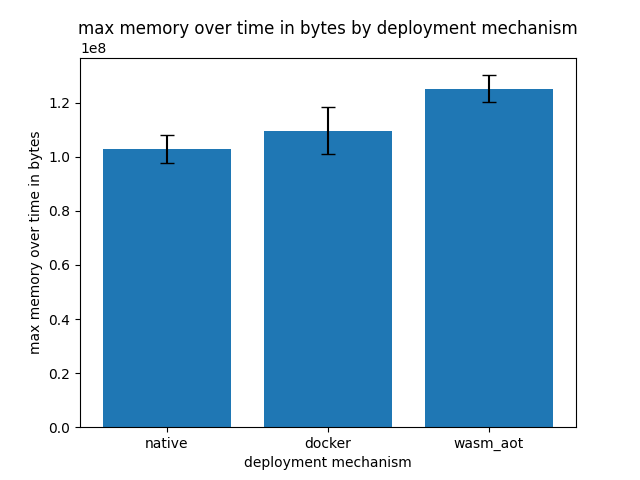 max memory over time in bytes by deployment mechanism
1e8
1.2
1.0
0.8
0.6
0.4
0.2
0.0
max memory over time in bytes
native docker wasm_aot
deployment mechanism